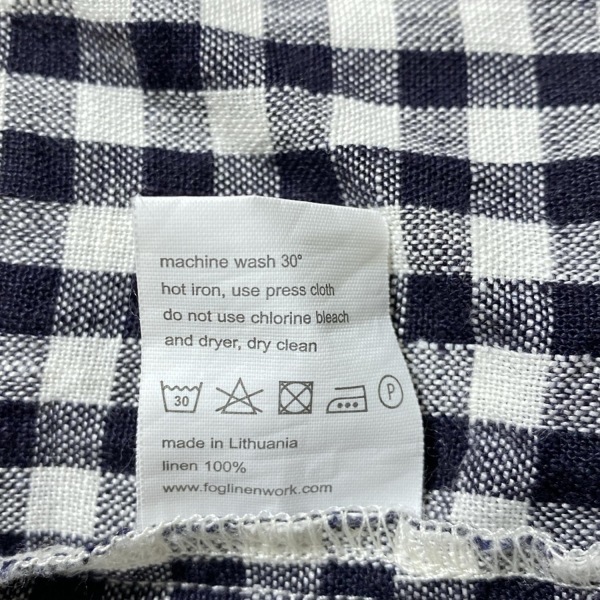 machine wash 30°
hot iron, use press cloth
do not use chlorine bleach
and dryer, dry clean
30 P
made in Lithuania
linen 100%
www.foglinenwork.com